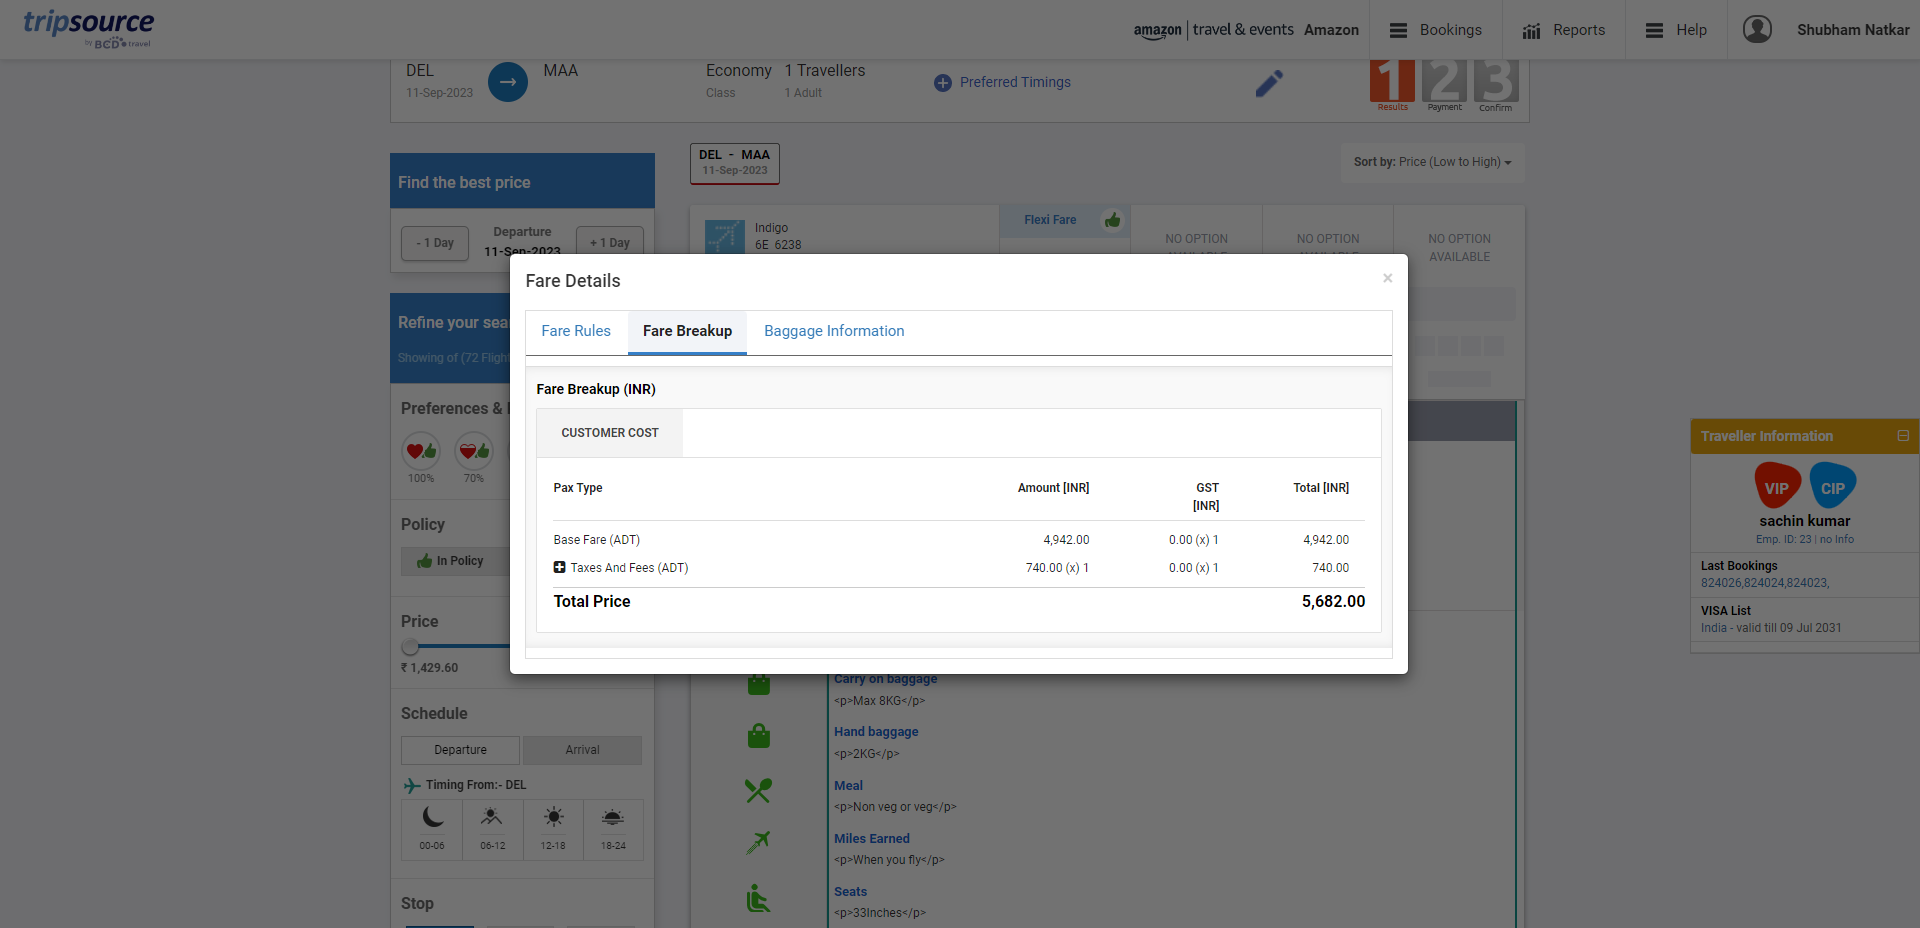 tripsource
by BCD travel
amazon | travel & events Amazon
Bookings
Reports
Help
Shubham Natkar
DEL
11-Sep-2023
MAA
Economy
Class
1 Travellers
1 Adult
Preferred Timings
1 2 3
Results Payment Confirm
Find the best price
- 1 Day
Departure
11-Sep-2023
+ 1 Day
DEL - MAA
11-Sep-2023
Sort by: Price (Low to High)
Indigo
6E 6238
Flexi Fare
NO OPTION
AVAILABLE
NO OPTION
AVAILABLE
NO OPTION
AVAILABLE
Refine your
Showing of (72
Preferences &
100%
70%
Policy
In Policy
Price
₹ 1,429.60
Schedule
Departure
Arrival
Timing From:- DEL
00-06
06-12
12-18
18-24
Stop
Fare Details
×
Fare Rules
Fare Breakup
Baggage Information
Fare Breakup (INR)
CUSTOMER COST
Pax Type Amount [INR] GST [INR] Total [INR]
Base Fare (ADT) 4,942.00 0.00 (x) 1 4,942.00
Taxes And Fees (ADT) 740.00 (x) 1 0.00 (x) 1 740.00
Total Price 5,682.00
Carry on baggage
<p>Max 8KG</p>
Hand baggage
<p>2KG</p>
Meal
<p>Non veg or veg</p>
Miles Earned
<p>When you fly</p>
Seats
<p>33Inches</p>
Traveller Information
VIP CIP
sachin kumar
Emp. ID: 23 | no Info
Last Bookings
824026,824024,824023,
VISA List
India - valid till 09 Jul 2031